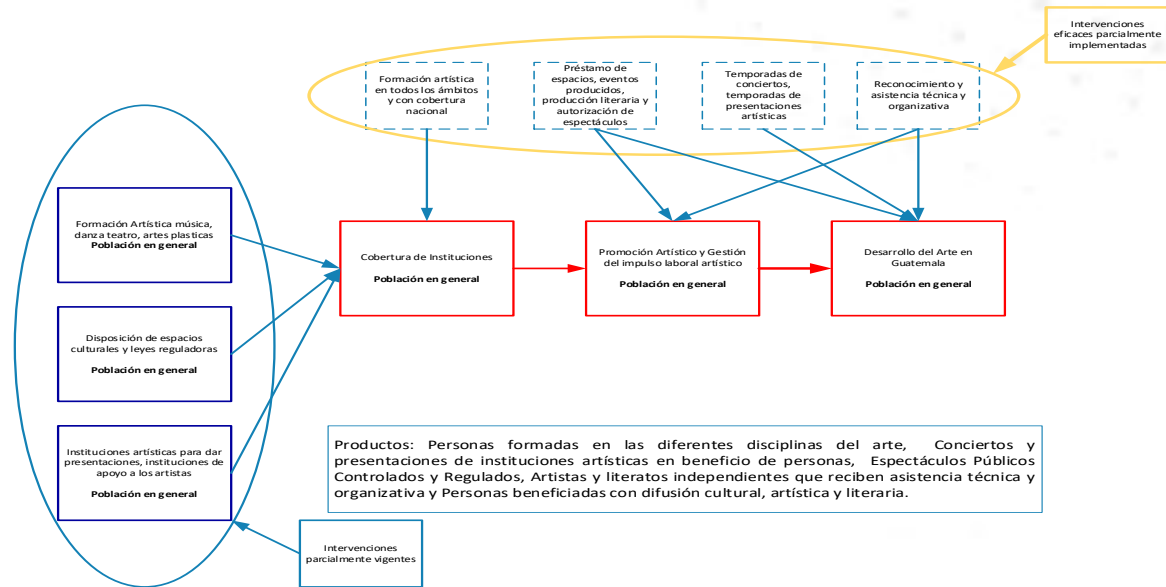 Intervenciones
eficaces parcialmente
implementadas
Formación artística
en todos los ámbitos
y con cobertura
nacional
Préstamo de
espacios, eventos
producidos,
producción literaria y
autorización de
espectáculos
Temporadas de
conciertos,
temporadas de
presentaciones
artísticas
Reconocimiento y
asistencia técnica y
organizativa
Formación Artística música,
danza teatro, artes plasticas
Población en general
Cobertura de Instituciones
Población en general
Promoción Artístico y Gestión
del impulso laboral artístico
Población en general
Desarrollo del Arte en
Guatemala
Población en general
Disposición de espacios
culturales y leyes reguladoras
Población en general
Instituciones artísticas para dar
presentaciones, instituciones de
apoyo a los artistas
Población en general
Productos: Personas formadas en las diferentes disciplinas del arte, Conciertos y
presentaciones de instituciones artísticas en beneficio de personas, Espectáculos Públicos
Controlados y Regulados, Artistas y literatos independientes que reciben asistencia técnica y
organizativa y Personas beneficiadas con difusión cultural, artística y literaria.
Intervenciones
parcialmente vigentes